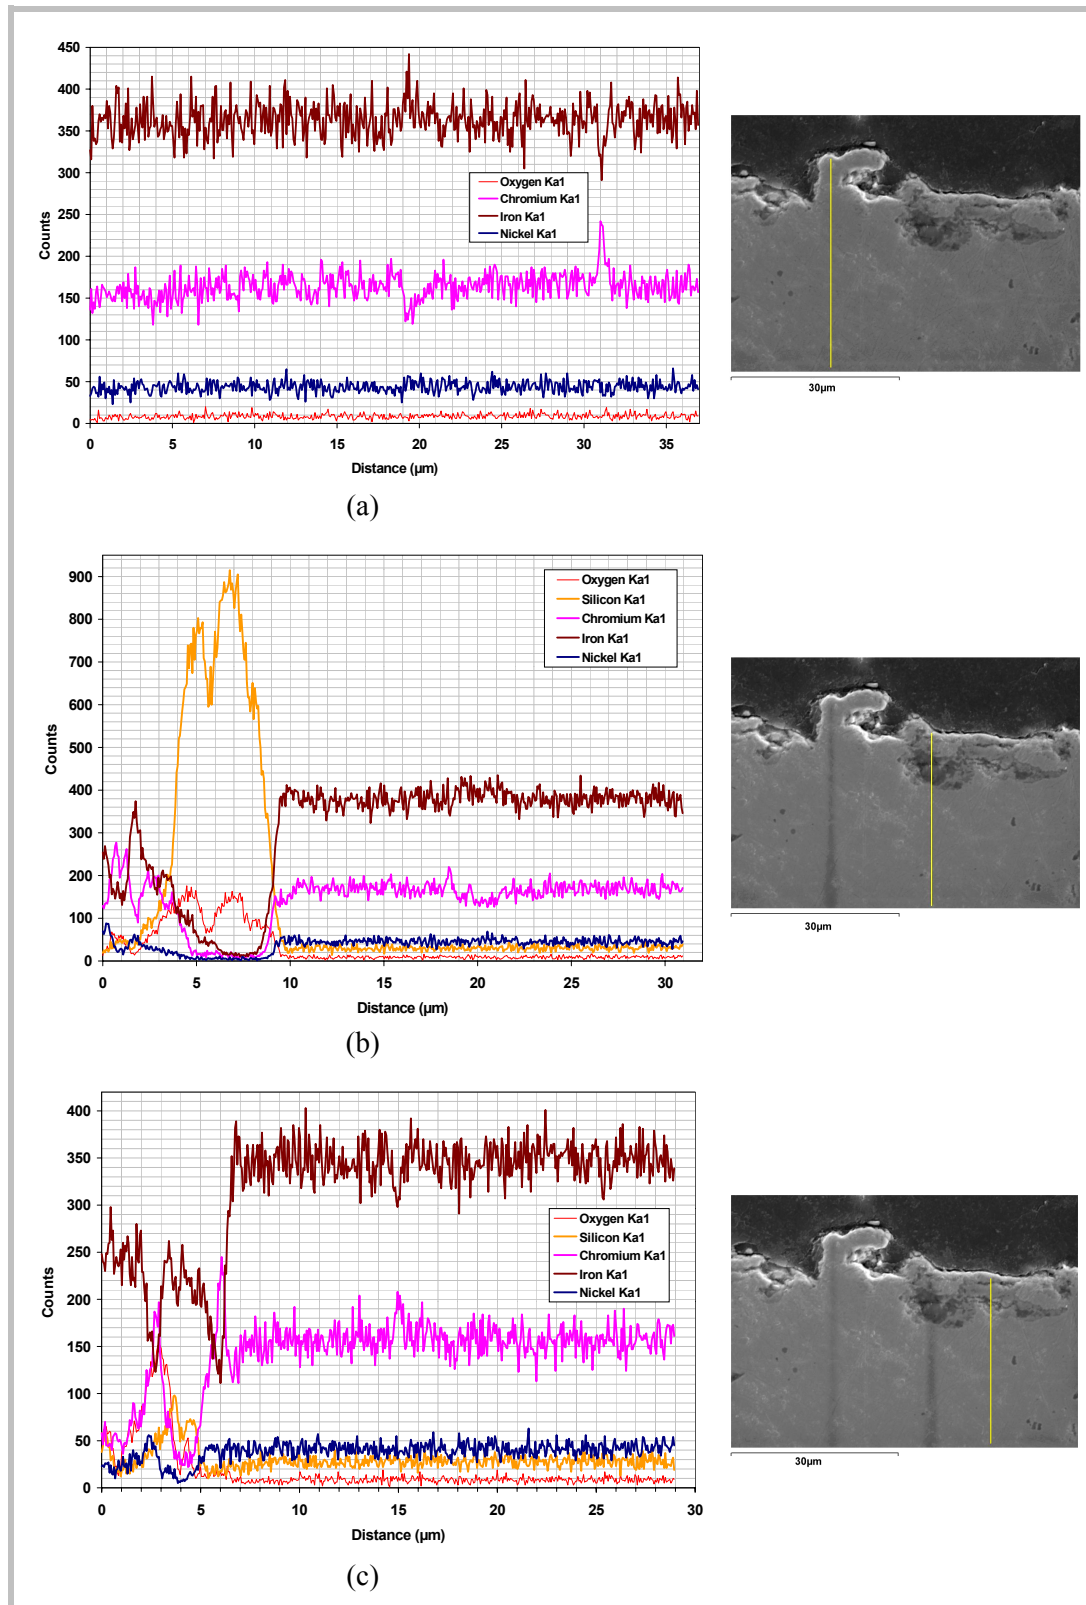 450
400
350
300
250
200
150
100
50
0
Counts
Oxygen Ka1
Chromium Ka1
Iron Ka1
Nickel Ka1
0 5 10 15 20 25 30 35
Distance (µm)
30µm
(a)
900
800
700
600
500
400
300
200
100
0
Counts
Oxygen Ka1
Silicon Ka1
Chromium Ka1
Iron Ka1
Nickel Ka1
0 5 10 15 20 25 30
Distance (µm)
30µm
(b)
400
350
300
250
200
150
100
50
0
Counts
Oxygen Ka1
Silicon Ka1
Chromium Ka1
Iron Ka1
Nickel Ka1
0 5 10 15 20 25 30
Distance (µm)
30µm
(c)